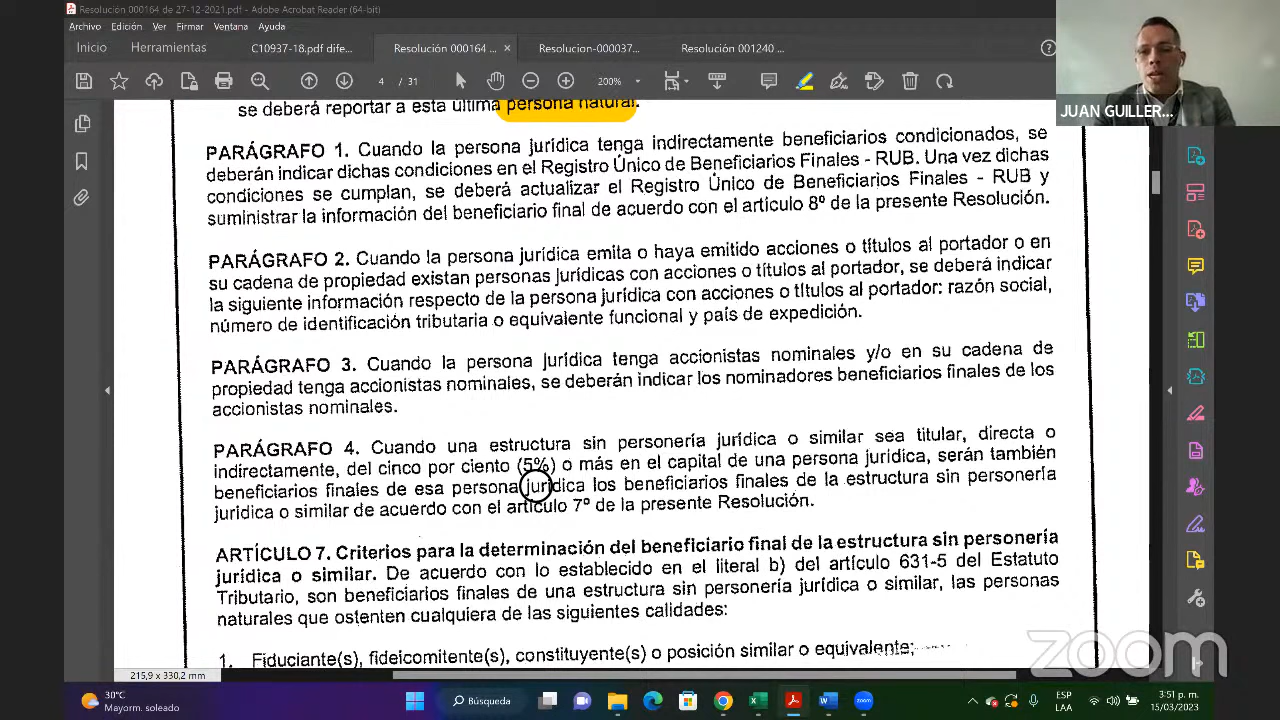 Resolución 000164 de 27-12-2021.pdf - Adobe Acrobat Reader (64-bit)
Archivo Edición Ver Firmar Ventana Ayuda
Inicio Herramientas C10937-18.pdf dife... Resolución 000164 ... × Resolucion-000037... Resolución 001240 ...
4 / 31 200%
JUAN GUILLER...
se deberá reportar a esta última persona natural.
PARÁGRAFO 1. Cuando la persona jurídica tenga indirectamente beneficiarios condicionados, se
deberán indicar dichas condiciones en el Registro Único de Beneficiarios Finales - RUB. Una vez dichas
condiciones se cumplan, se deberá actualizar el Registro Único de Beneficiarios Finales - RUB y
suministrar la información del beneficiario final de acuerdo con el artículo 8º de la presente Resolución.
PARÁGRAFO 2. Cuando la persona jurídica emita o haya emitido acciones o títulos al portador o en
su cadena de propiedad existan personas jurídicas con acciones o títulos al portador, se deberá indicar
la siguiente información respecto de la persona jurídica con acciones o títulos al portador: razón social,
número de identificación tributaria o equivalente funcional y país de expedición.
PARÁGRAFO 3. Cuando la persona jurídica tenga accionistas nominales y/o en su cadena de
propiedad tenga accionistas nominales, se deberán indicar los nominadores beneficiarios finales de los
accionistas nominales.
PARÁGRAFO 4. Cuando una estructura sin personería jurídica o similar sea titular, directa o
indirectamente, del cinco por ciento (5%) o más en el capital de una persona jurídica, serán también
beneficiarios finales de esa persona jurídica los beneficiarios finales de la estructura sin personería
jurídica o similar de acuerdo con el artículo 7º de la presente Resolución.
ARTÍCULO 7. Criterios para la determinación del beneficiario final de la estructura sin personería
jurídica o similar. De acuerdo con lo establecido en el literal b) del artículo 631-5 del Estatuto
Tributario, son beneficiarios finales de una estructura sin personería jurídica o similar, las personas
naturales que ostenten cualquiera de las siguientes calidades:
1. Fiduciante(s), fideicomitente(s), constituyente(s) o posición similar o equivalente;
zoom
215,9 x 330,2 mm
30°C
Mayorm. soleado
Búsqueda
zoom
ESP
LAA
3:51 p. m.
15/03/2023